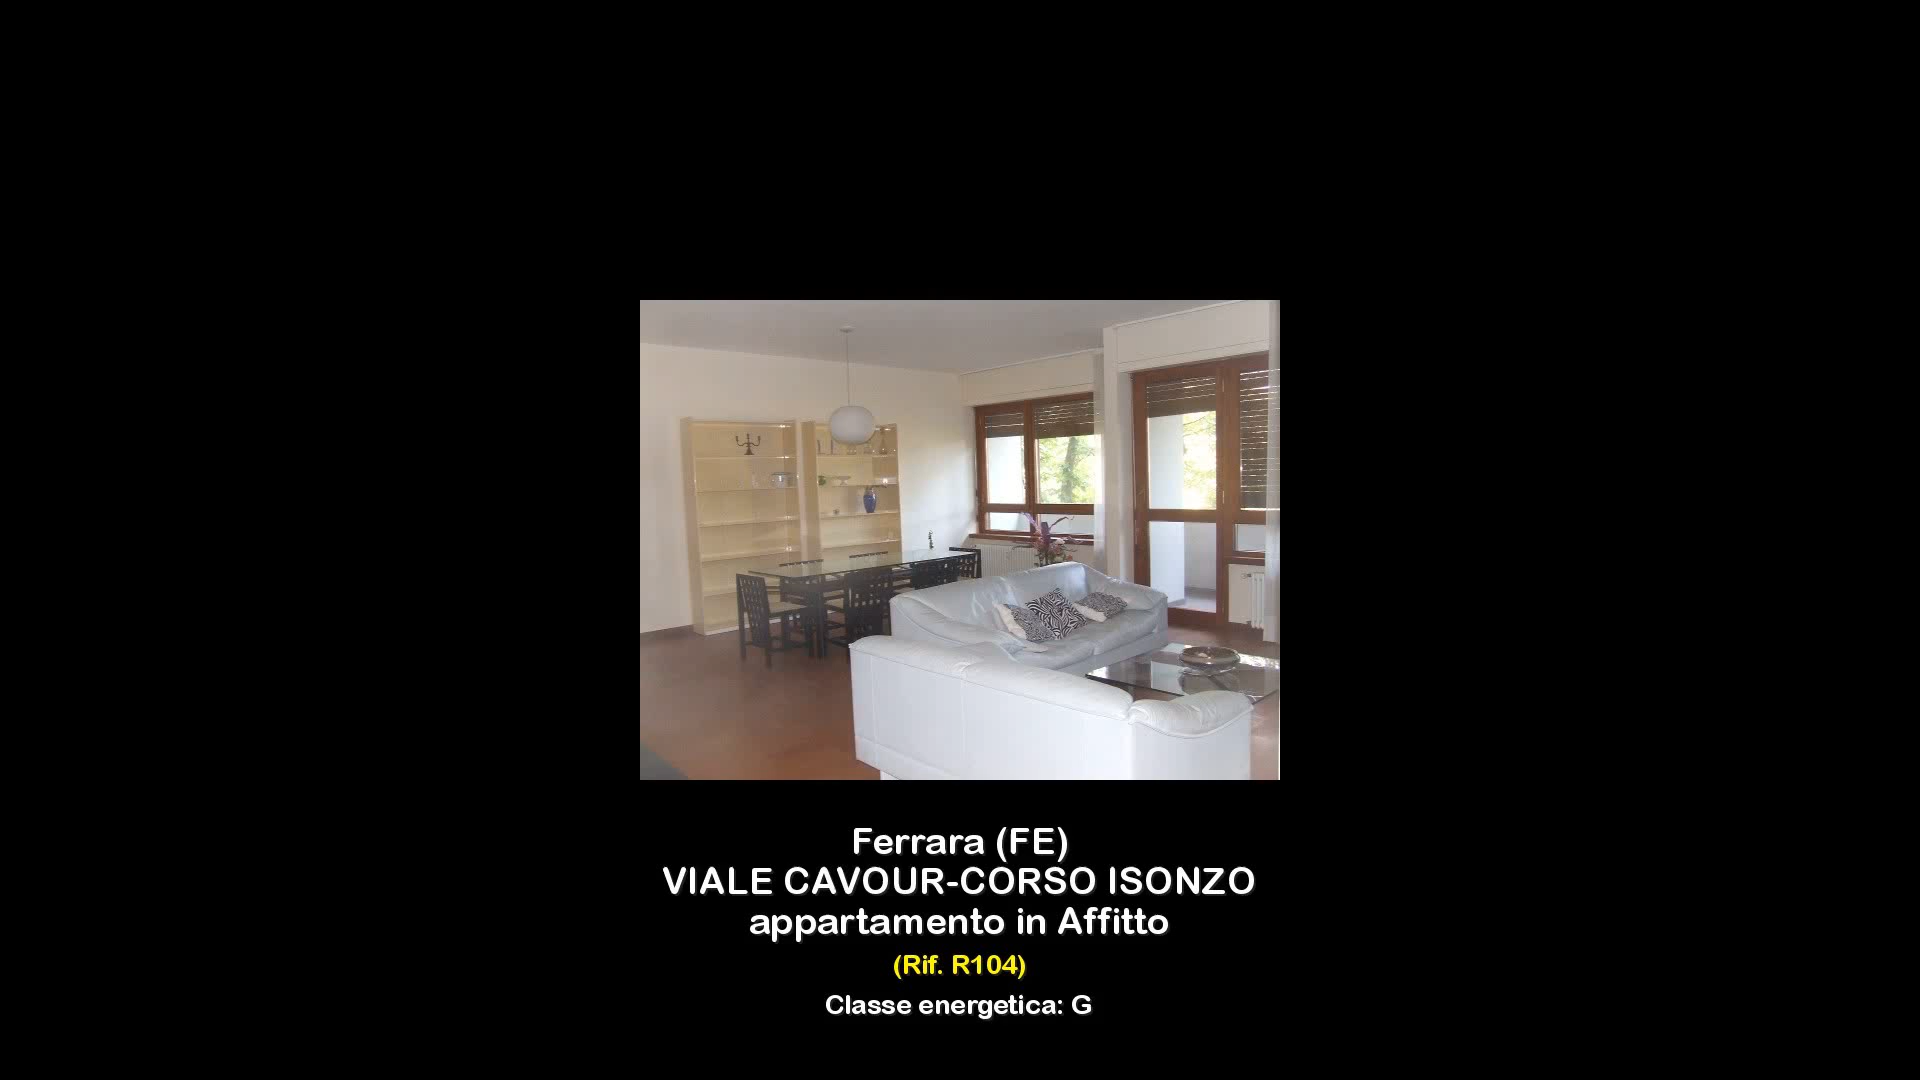 Ferrara (FE)
VIALE CAVOUR-CORSO ISONZO
appartamento in Affitto
(Rif. R104)
Classe energetica: G